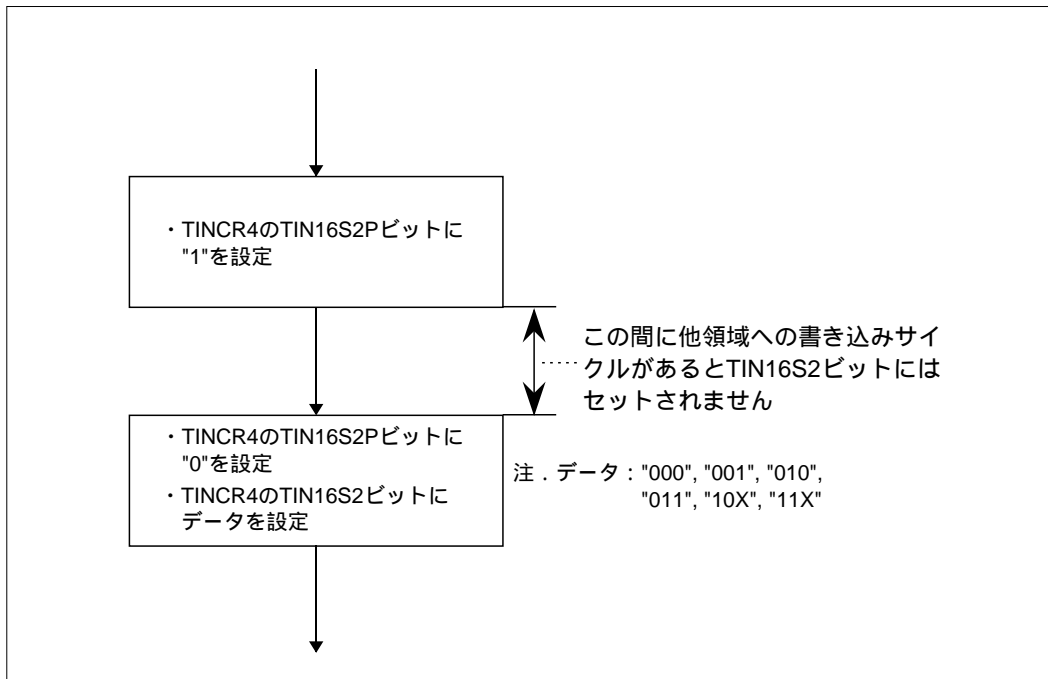 ・TINCR4のTIN16S2Pビットに
"1"を設定
この間に他領域への書き込みサイ
クルがあるとTIN16S2ビットには
セットされません
・TINCR4のTIN16S2Pビットに
"0"を設定
・TINCR4のTIN16S2ビットに
データを設定
注．データ："000", "001", "010",
"011", "10X", "11X"